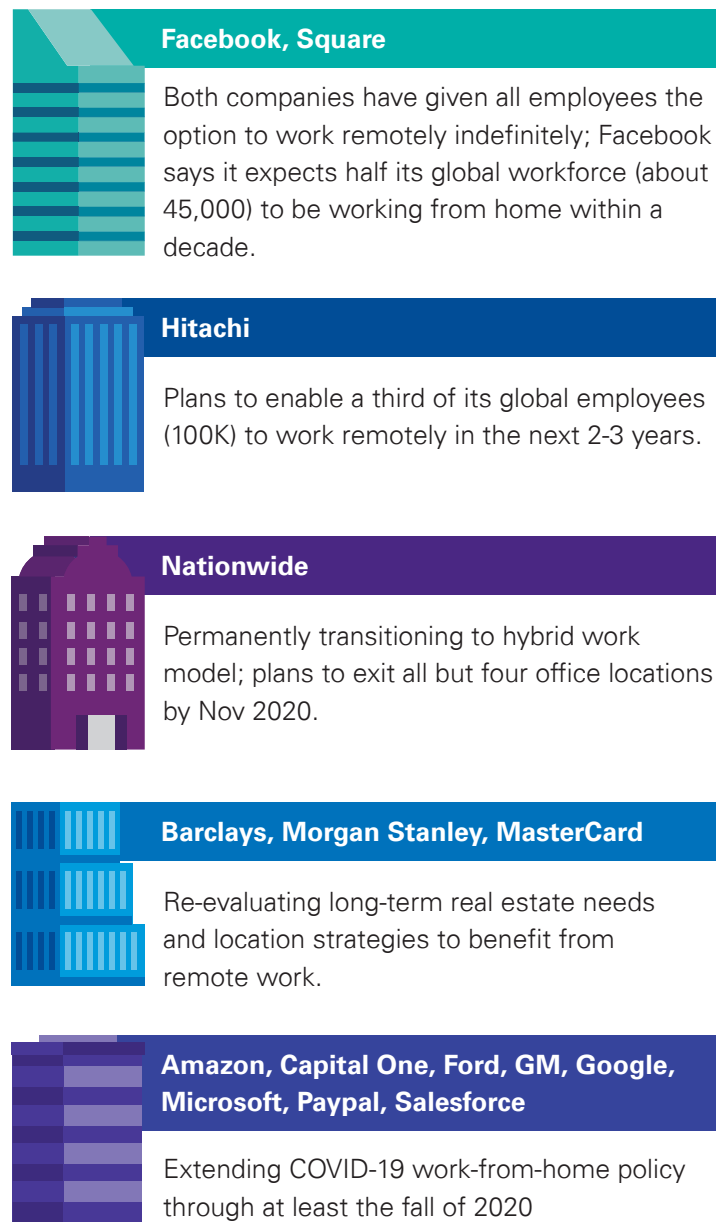 Facebook, Square
Both companies have given all employees the
option to work remotely indefinitely; Facebook
says it expects half its global workforce (about
45,000) to be working from home within a
decade.
Hitachi
Plans to enable a third of its global employees
(100K) to work remotely in the next 2-3 years.
Nationwide
Permanently transitioning to hybrid work
model; plans to exit all but four office locations
by Nov 2020.
Barclays, Morgan Stanley, MasterCard
Re-evaluating long-term real estate needs
and location strategies to benefit from
remote work.
Amazon, Capital One, Ford, GM, Google,
Microsoft, Paypal, Salesforce
Extending COVID-19 work-from-home policy
through at least the fall of 2020